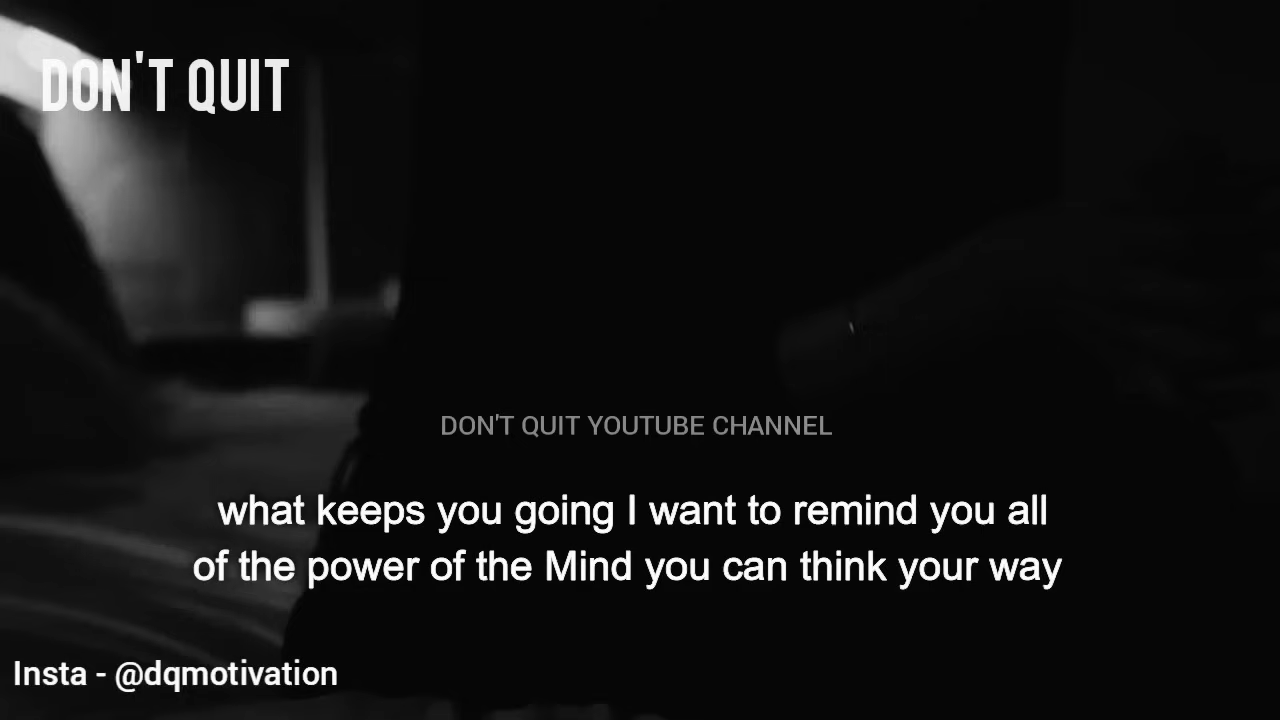 DON'T QUIT
DON'T QUIT YOUTUBE CHANNEL
what keeps you going I want to remind you all
of the power of the Mind you can think your way
Insta - @dqmotivation